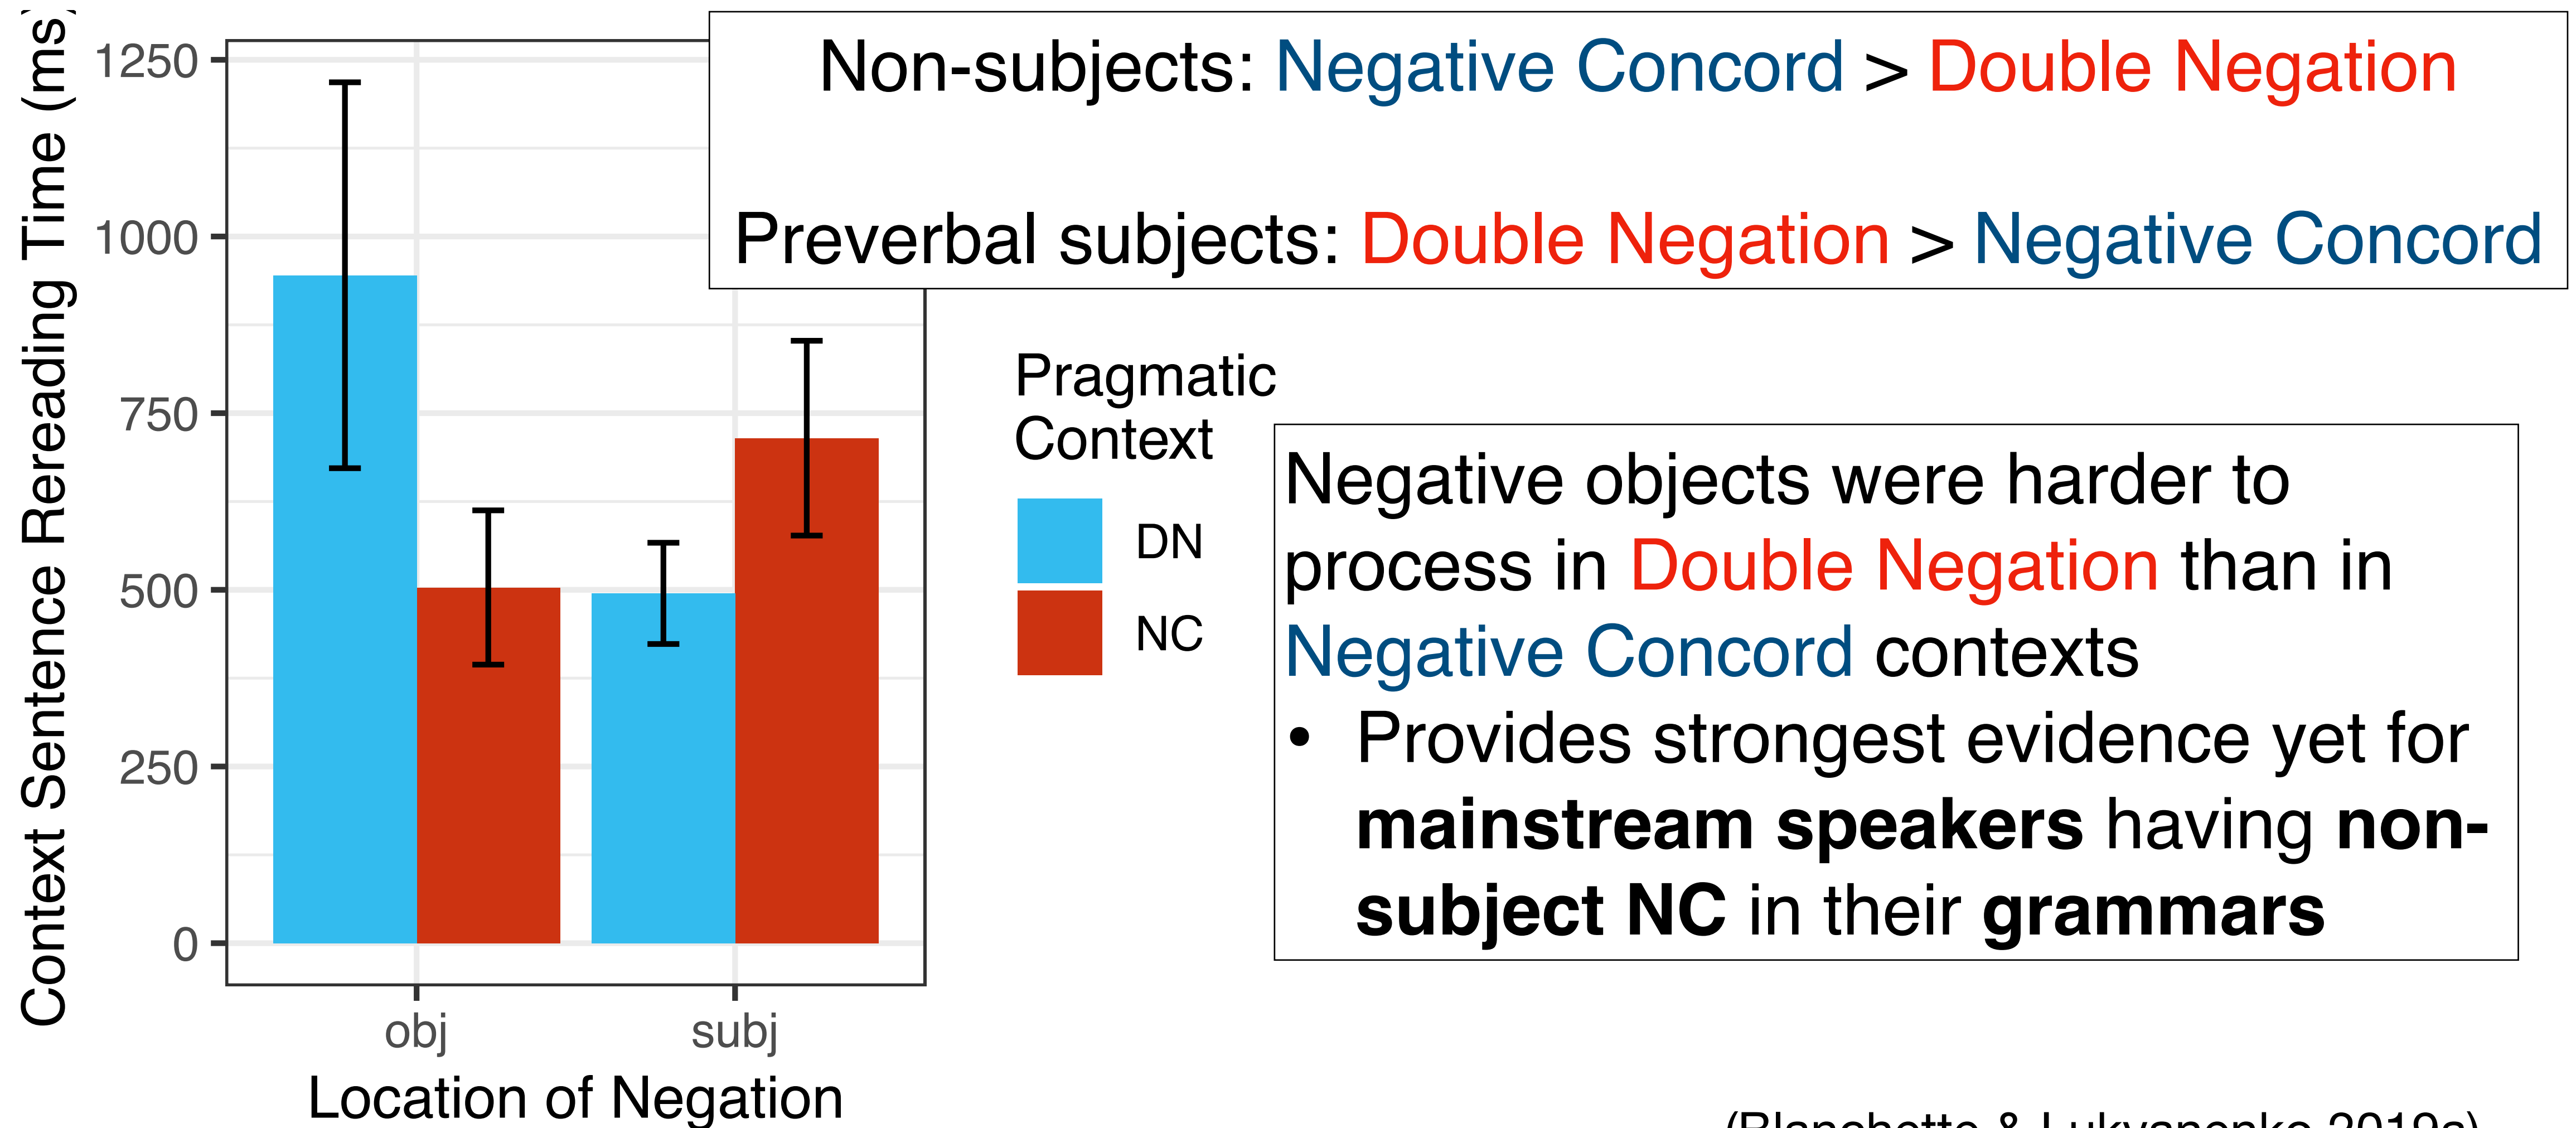 Non-subjects: Negative Concord > Double Negation
Preverbal subjects: Double Negation > Negative Concord
Context Sentence Rereading Time (ms)
1250
1000
750
500
250
0
obj subj
Location of Negation
Pragmatic
Context
DN
NC
Negative objects were harder to
process in Double Negation than in
Negative Concord contexts
• Provides strongest evidence yet for
mainstream speakers having non-
subject NC in their grammars
(Blanchette & Lukyanenko 2019a)